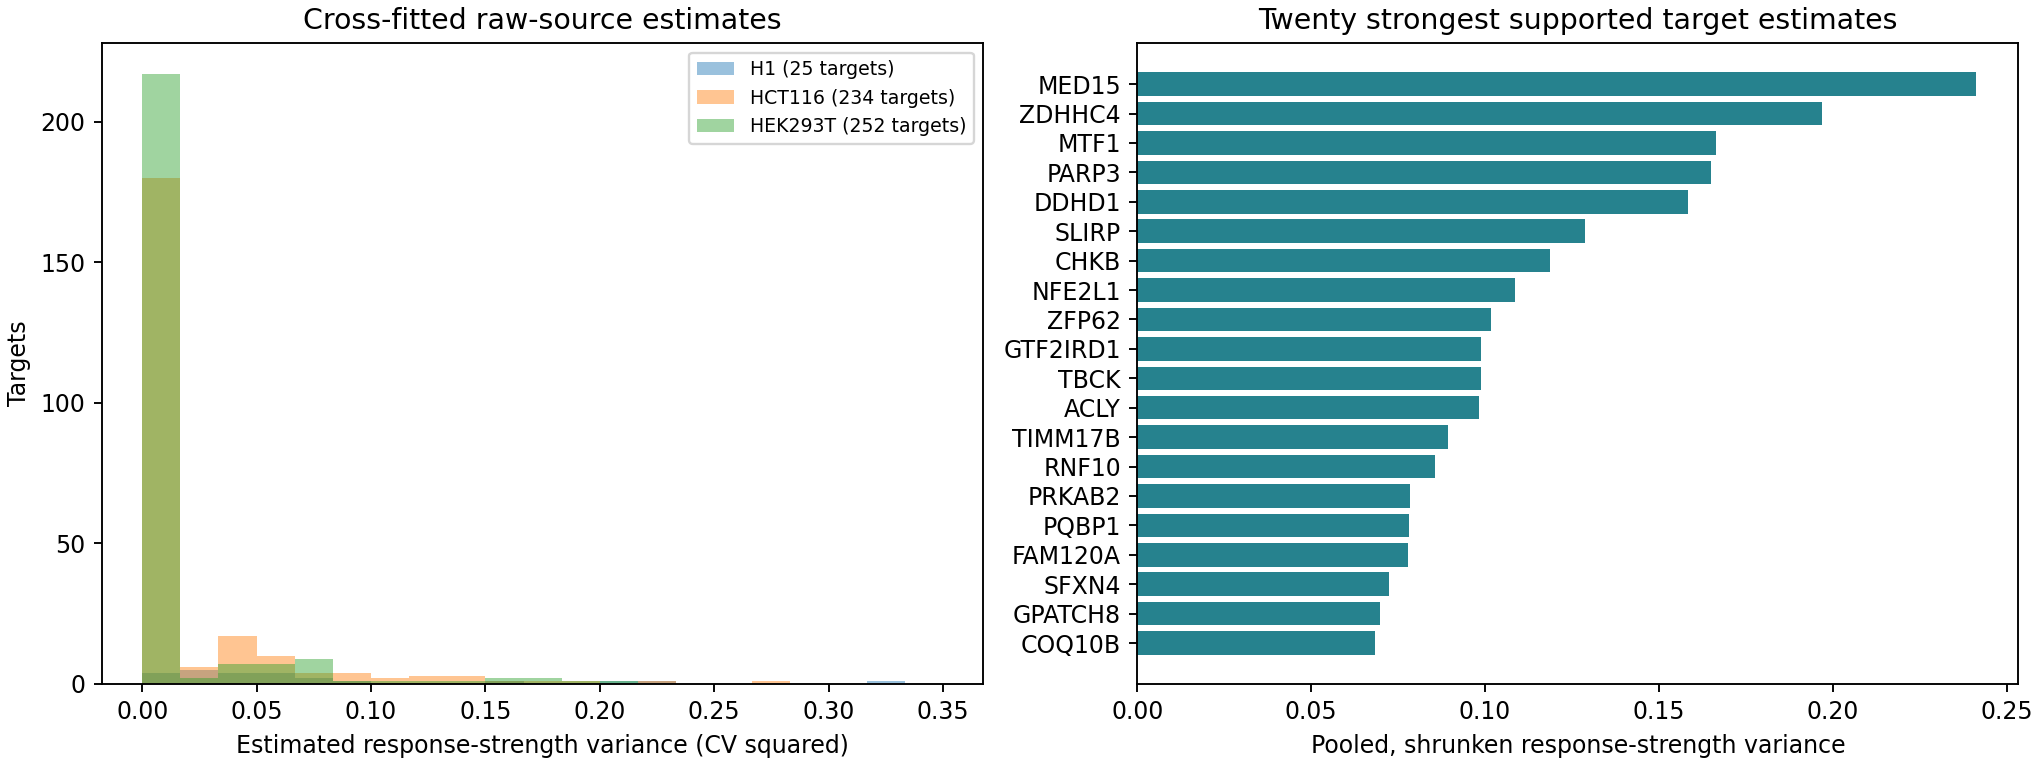 Cross-fitted raw-source estimates
H1 (25 targets)
HCT116 (234 targets)
HEK293T (252 targets)
Targets
200
150
100
50
0
0.00 0.05 0.10 0.15 0.20 0.25 0.30 0.35
Estimated response-strength variance (CV squared)
Twenty strongest supported target estimates
MED15
ZDHHC4
MTF1
PARP3
DDHD1
SLIRP
CHKB
NFE2L1
ZFP62
GTF2IRD1
TBCK
ACLY
TIMM17B
RNF10
PRKAB2
PQBP1
FAM120A
SFXN4
GPATCH8
COQ10B
0.00 0.05 0.10 0.15 0.20 0.25
Pooled, shrunken response-strength variance